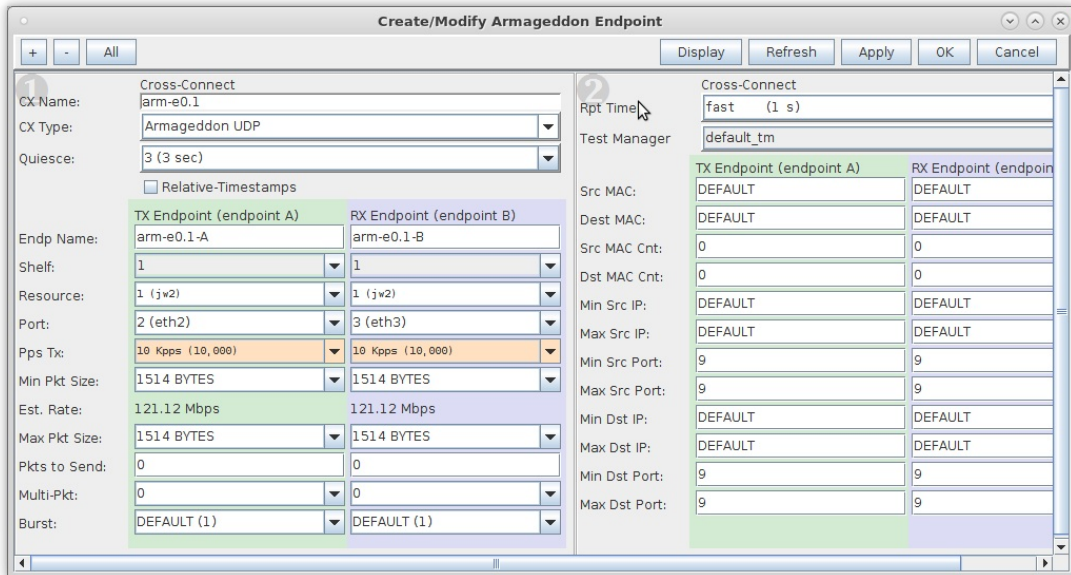 Create/Modify Armageddon Endpoint
+ - All Display Refresh Apply OK Cancel
1
Cross-Connect
CX Name: arm-e0.1
CX Type: Armageddon UDP
Quiesce: 3 (3 sec)
Relative-Timestamps
TX Endpoint (endpoint A) RX Endpoint (endpoint B)
Endp Name: arm-e0.1-A arm-e0.1-B
Shelf: 1 1
Resource: 1 (jw2) 1 (jw2)
Port: 2 (eth2) 3 (eth3)
Pps Tx: 10 Kpps (10,000) 10 Kpps (10,000)
Min Pkt Size: 1514 BYTES 1514 BYTES
Est. Rate: 121.12 Mbps 121.12 Mbps
Max Pkt Size: 1514 BYTES 1514 BYTES
Pkts to Send: 0 0
Multi-Pkt: 0 0
Burst: DEFAULT (1) DEFAULT (1)
2
Cross-Connect
Rpt Time fast (1 s)
Test Manager default_tm
TX Endpoint (endpoint A) RX Endpoint (endpoin
Src MAC: DEFAULT DEFAULT
Dest MAC: DEFAULT DEFAULT
Src MAC Cnt: 0 0
Dst MAC Cnt: 0 0
Min Src IP: DEFAULT DEFAULT
Max Src IP: DEFAULT DEFAULT
Min Src Port: 9 9
Max Src Port: 9 9
Min Dst IP: DEFAULT DEFAULT
Max Dst IP: DEFAULT DEFAULT
Min Dst Port: 9 9
Max Dst Port: 9 9